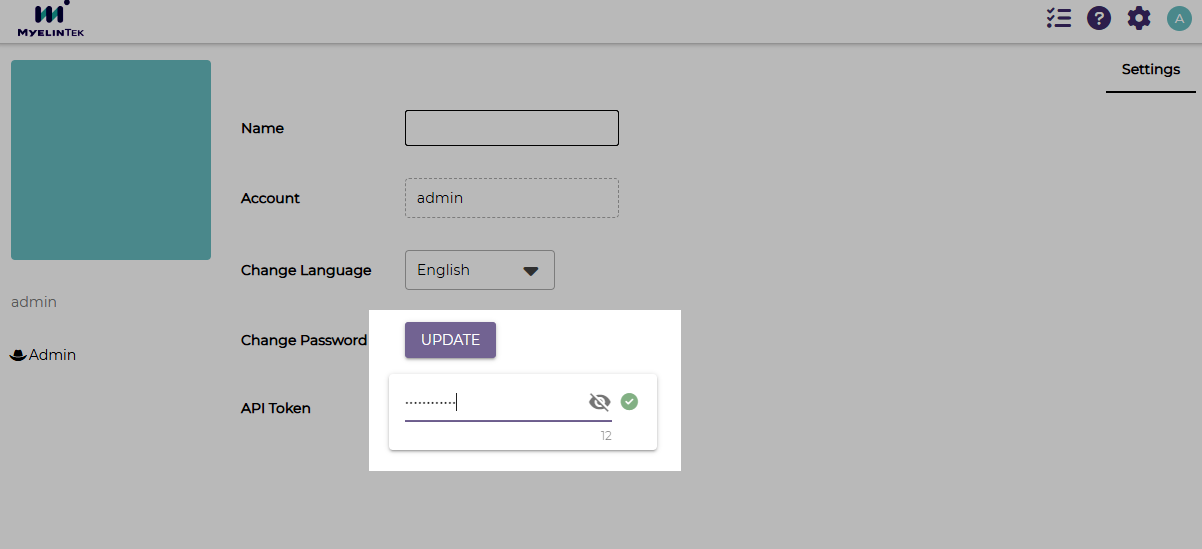 MYELINTEK
?
A
Settings
Name
Account
admin
Change Language
English
admin
Change Password
UPDATE
Admin
............
API Token
12